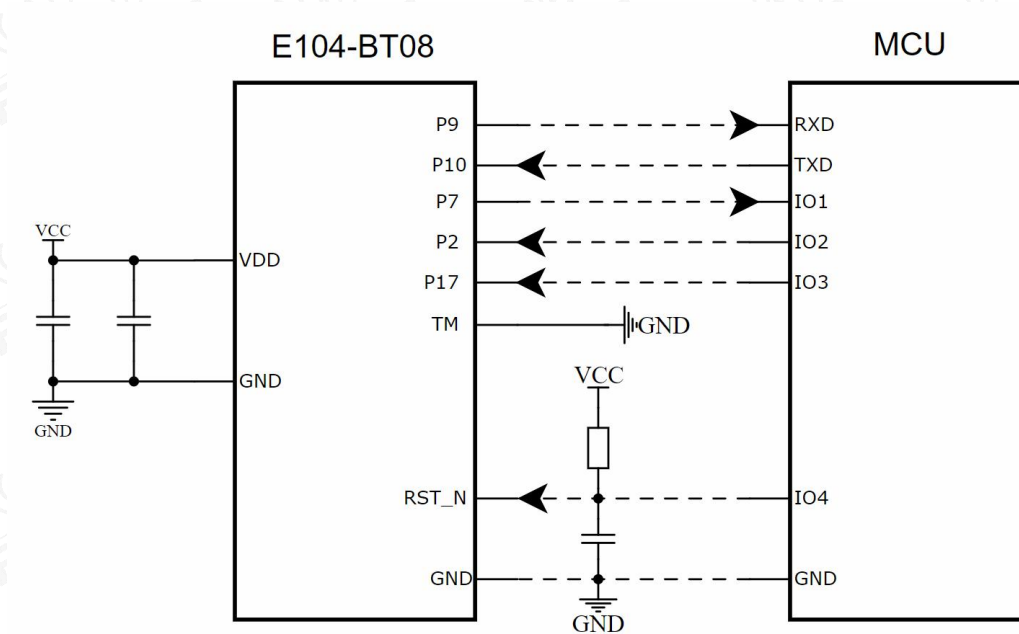 E104-BT08
MCU
P9
RXD
P10
TXD
P7
IO1
VCC
P2
IO2
VDD
P17
IO3
TM
GND
VCC
GND
GND
RST_N
IO4
GND
GND
GND